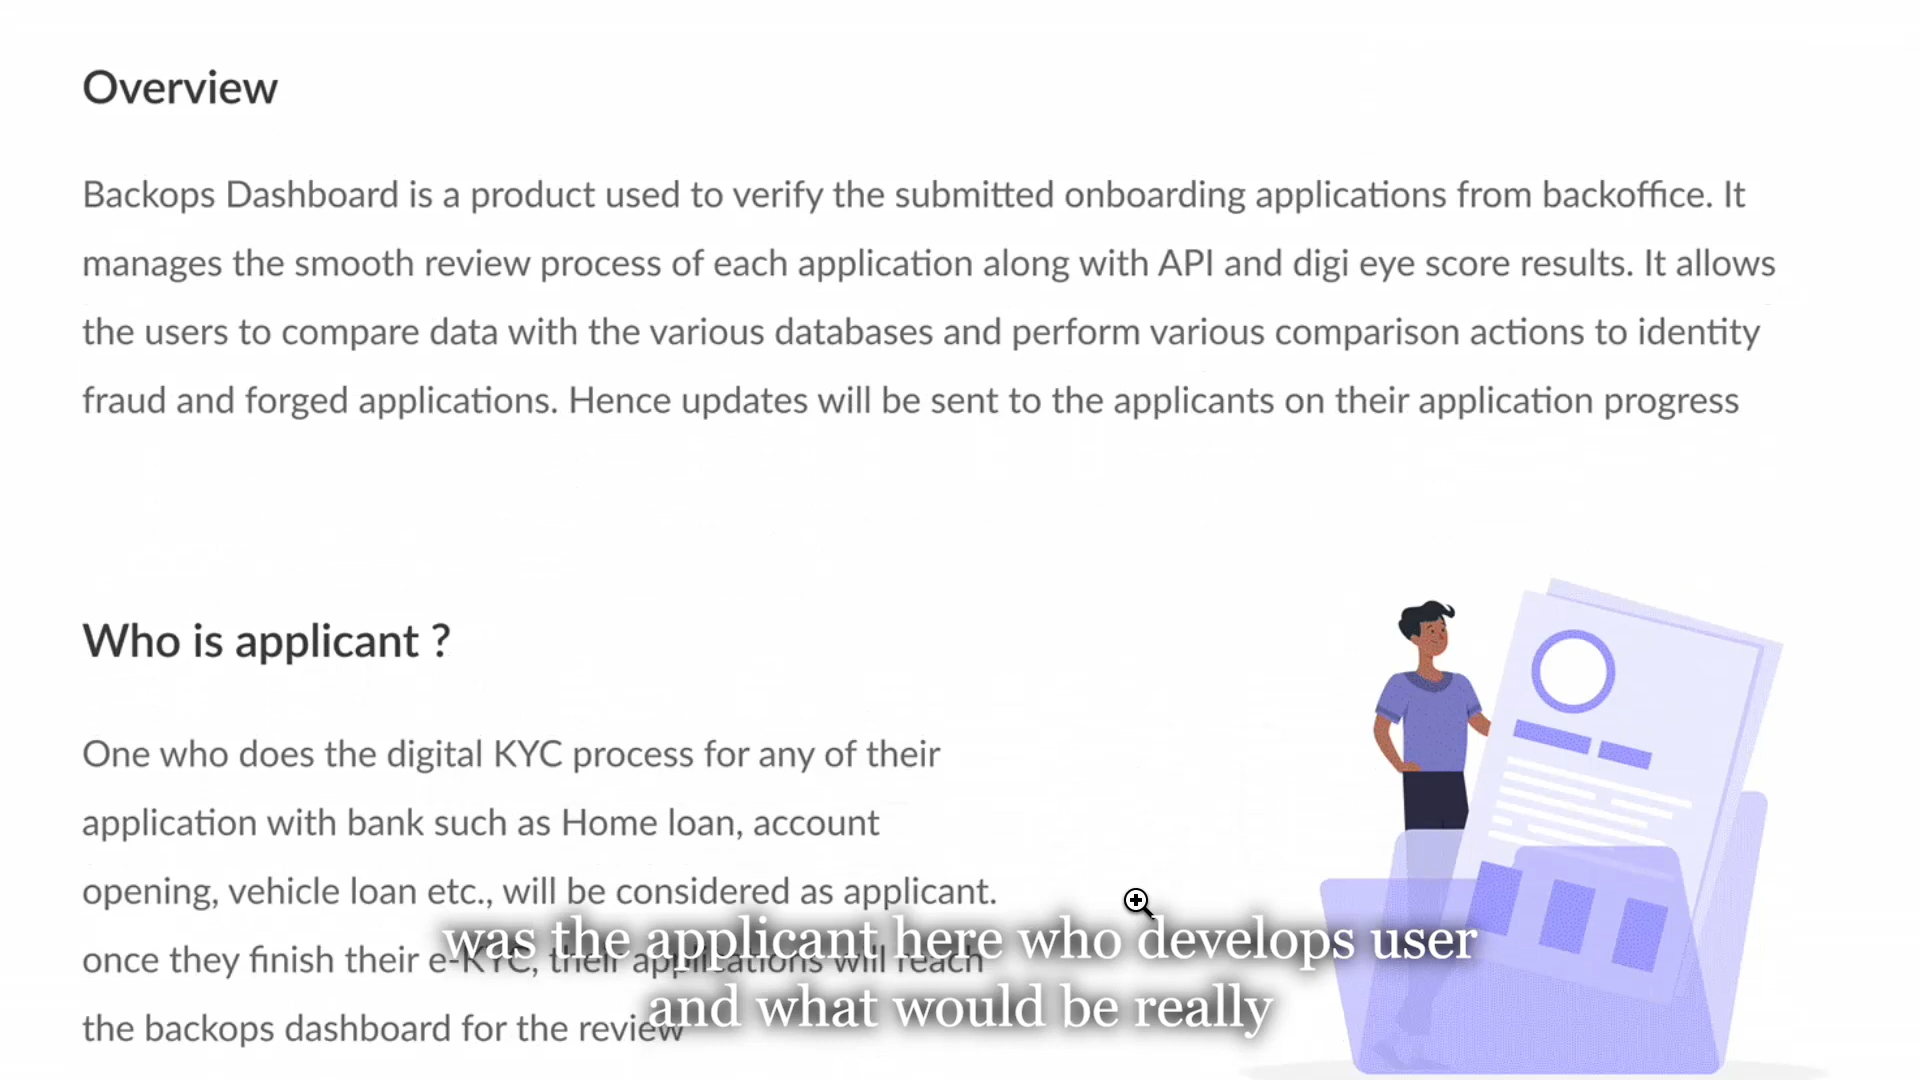 Overview
Backops Dashboard is a product used to verify the submitted onboarding applications from backoffice. It
manages the smooth review process of each application along with API and digi eye score results. It allows
the users to compare data with the various databases and perform various comparison actions to identity
fraud and forged applications. Hence updates will be sent to the applicants on their application progress
Who is applicant ?
One who does the digital KYC process for any of their
application with bank such as Home loan, account
opening, vehicle loan etc., will be considered as applicant.
once they finish their e-KYC, their applications will reach
the backops dashboard for the review
was the applicant here who develops user
and what would be really